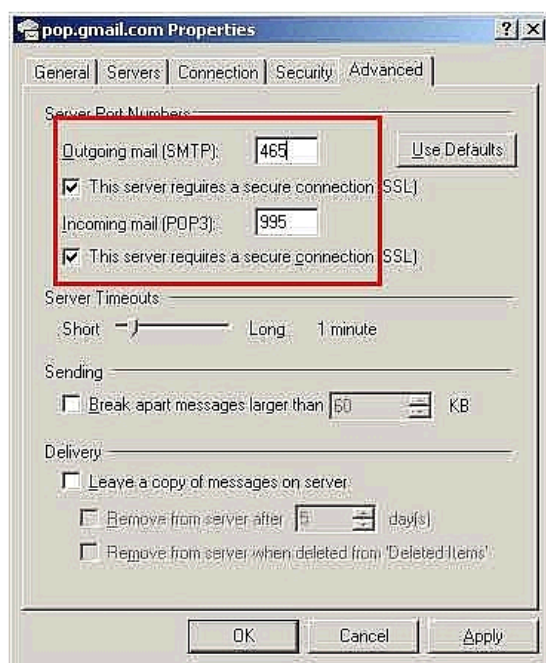 pop.gmail.com Properties
General Servers Connection Security Advanced
Server Port Numbers
Outgoing mail (SMTP): 465 Use Defaults
This server requires a secure connection (SSL)
Incoming mail (POP3): 995
This server requires a secure connection (SSL)
Server Timeouts
Short Long 1 minute
Sending
Break apart messages larger than 60 KB
Delivery
Leave a copy of messages on server
Remove from server after 5 day(s)
Remove from server when deleted from 'Deleted Items'
OK Cancel Apply